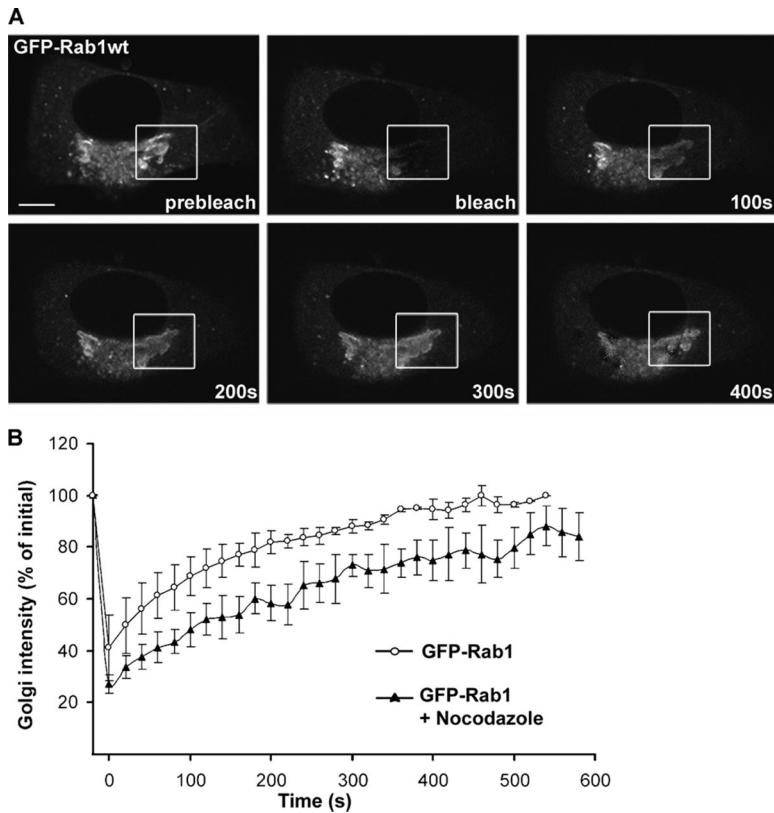 A
GFP-Rab1wt
prebleach
bleach
100s
200s
300s
400s
B
120
100
80
60
40
20
Golgi intensity (% of initial)
GFP-Rab1
GFP-Rab1
+ Nocodazole
0
100
200
300
400
500
600
Time (s)